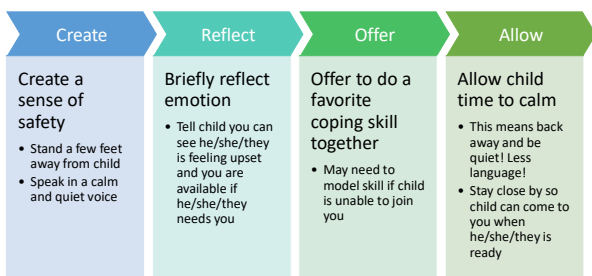 Create
Reflect
Offer
Allow
Create a
sense of
safety
• Stand a few feet
away from child
• Speak in a calm
and quiet voice
Briefly reflect
emotion
• Tell child you can
see he/she/they
is feeling upset
and you are
available if
he/she/they
needs you
Offer to do a
favorite
coping skill
together
• May need to
model skill if child
is unable to join
you
Allow child
time to calm
• This means back
away and be
quiet! Less
language!
• Stay close by so
child can come to
you when
he/she/they is
ready